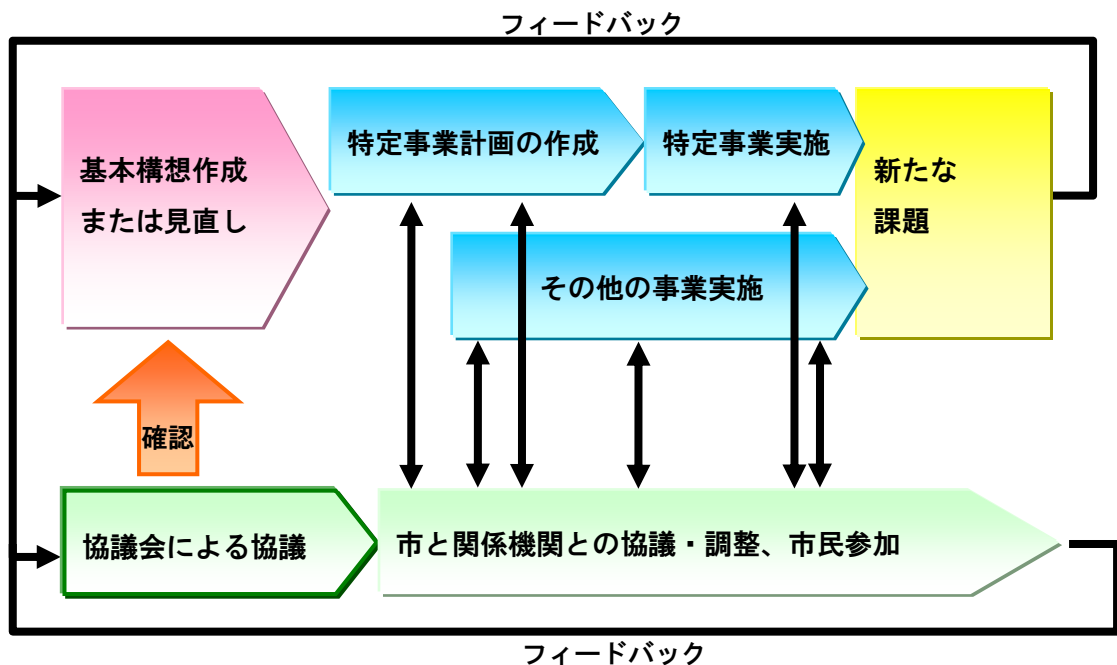 フィードバック
基本構想作成
または見直し
特定事業計画の作成
特定事業実施
新たな
課題
その他の事業実施
確認
協議会による協議
市と関係機関との協議・調整、市民参加
フィードバック